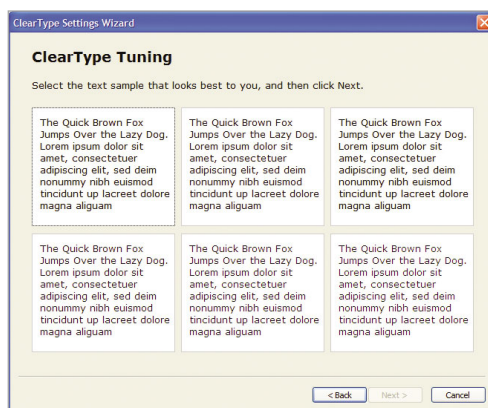 ClearType Settings Wizard
ClearType Tuning
Select the text sample that looks best to you, and then click Next.
The Quick Brown Fox
Jumps Over the Lazy Dog.
Lorem ipsum dolor sit
amet, consectetuer
adipiscing elit, sed deim
nonummy nibh euismod
tincidunt up lacreet dolore
magna aliguam
The Quick Brown Fox
Jumps Over the Lazy Dog.
Lorem ipsum dolor sit
amet, consectetuer
adipiscing elit, sed deim
nonummy nibh euismod
tincidunt up lacreet dolore
magna aliguam
The Quick Brown Fox
Jumps Over the Lazy Dog.
Lorem ipsum dolor sit
amet, consectetuer
adipiscing elit, sed deim
nonummy nibh euismod
tincidunt up lacreet dolore
magna aliguam
The Quick Brown Fox
Jumps Over the Lazy Dog.
Lorem ipsum dolor sit
amet, consectetuer
adipiscing elit, sed deim
nonummy nibh euismod
tincidunt up lacreet dolore
magna aliguam
The Quick Brown Fox
Jumps Over the Lazy Dog.
Lorem ipsum dolor sit
amet, consectetuer
adipiscing elit, sed deim
nonummy nibh euismod
tincidunt up lacreet dolore
magna aliguam
The Quick Brown Fox
Jumps Over the Lazy Dog.
Lorem ipsum dolor sit
amet, consectetuer
adipiscing elit, sed deim
nonummy nibh euismod
tincidunt up lacreet dolore
magna aliguam
< Back Next > Cancel